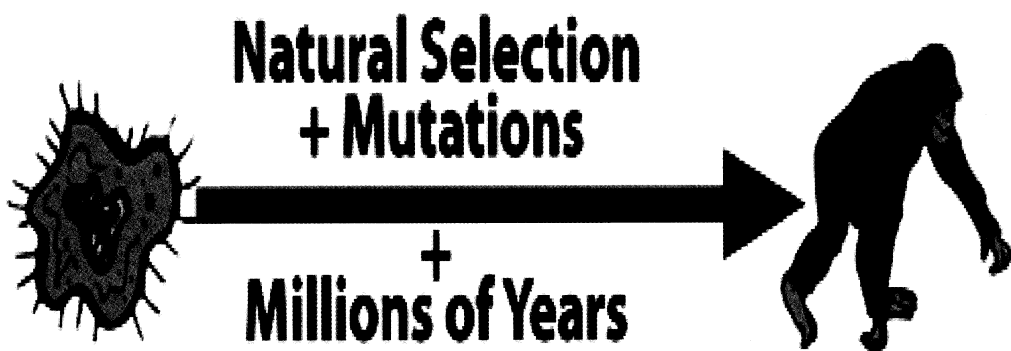 Natural Selection
+ Mutations
+
Millions of Years